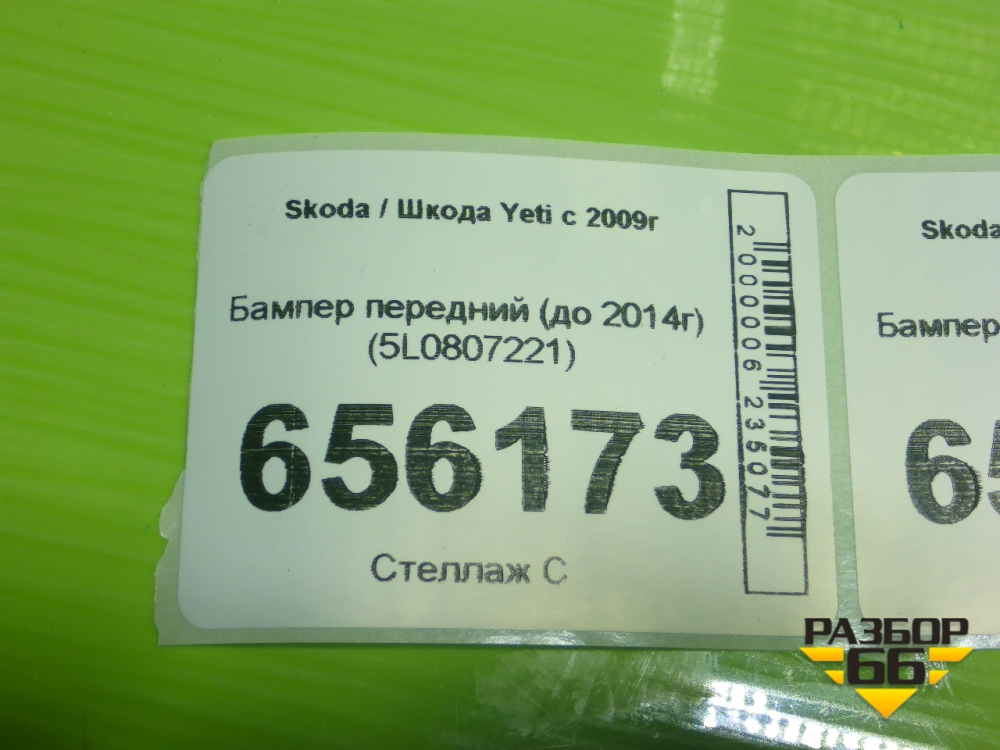 Skoda / Шкода Yeti с 2009г
Бампер передний (до 2014г)
(5L0807221)
656173
Стеллаж С
2000006235077
Skoda
Бампер
65
РАЗБОР
66